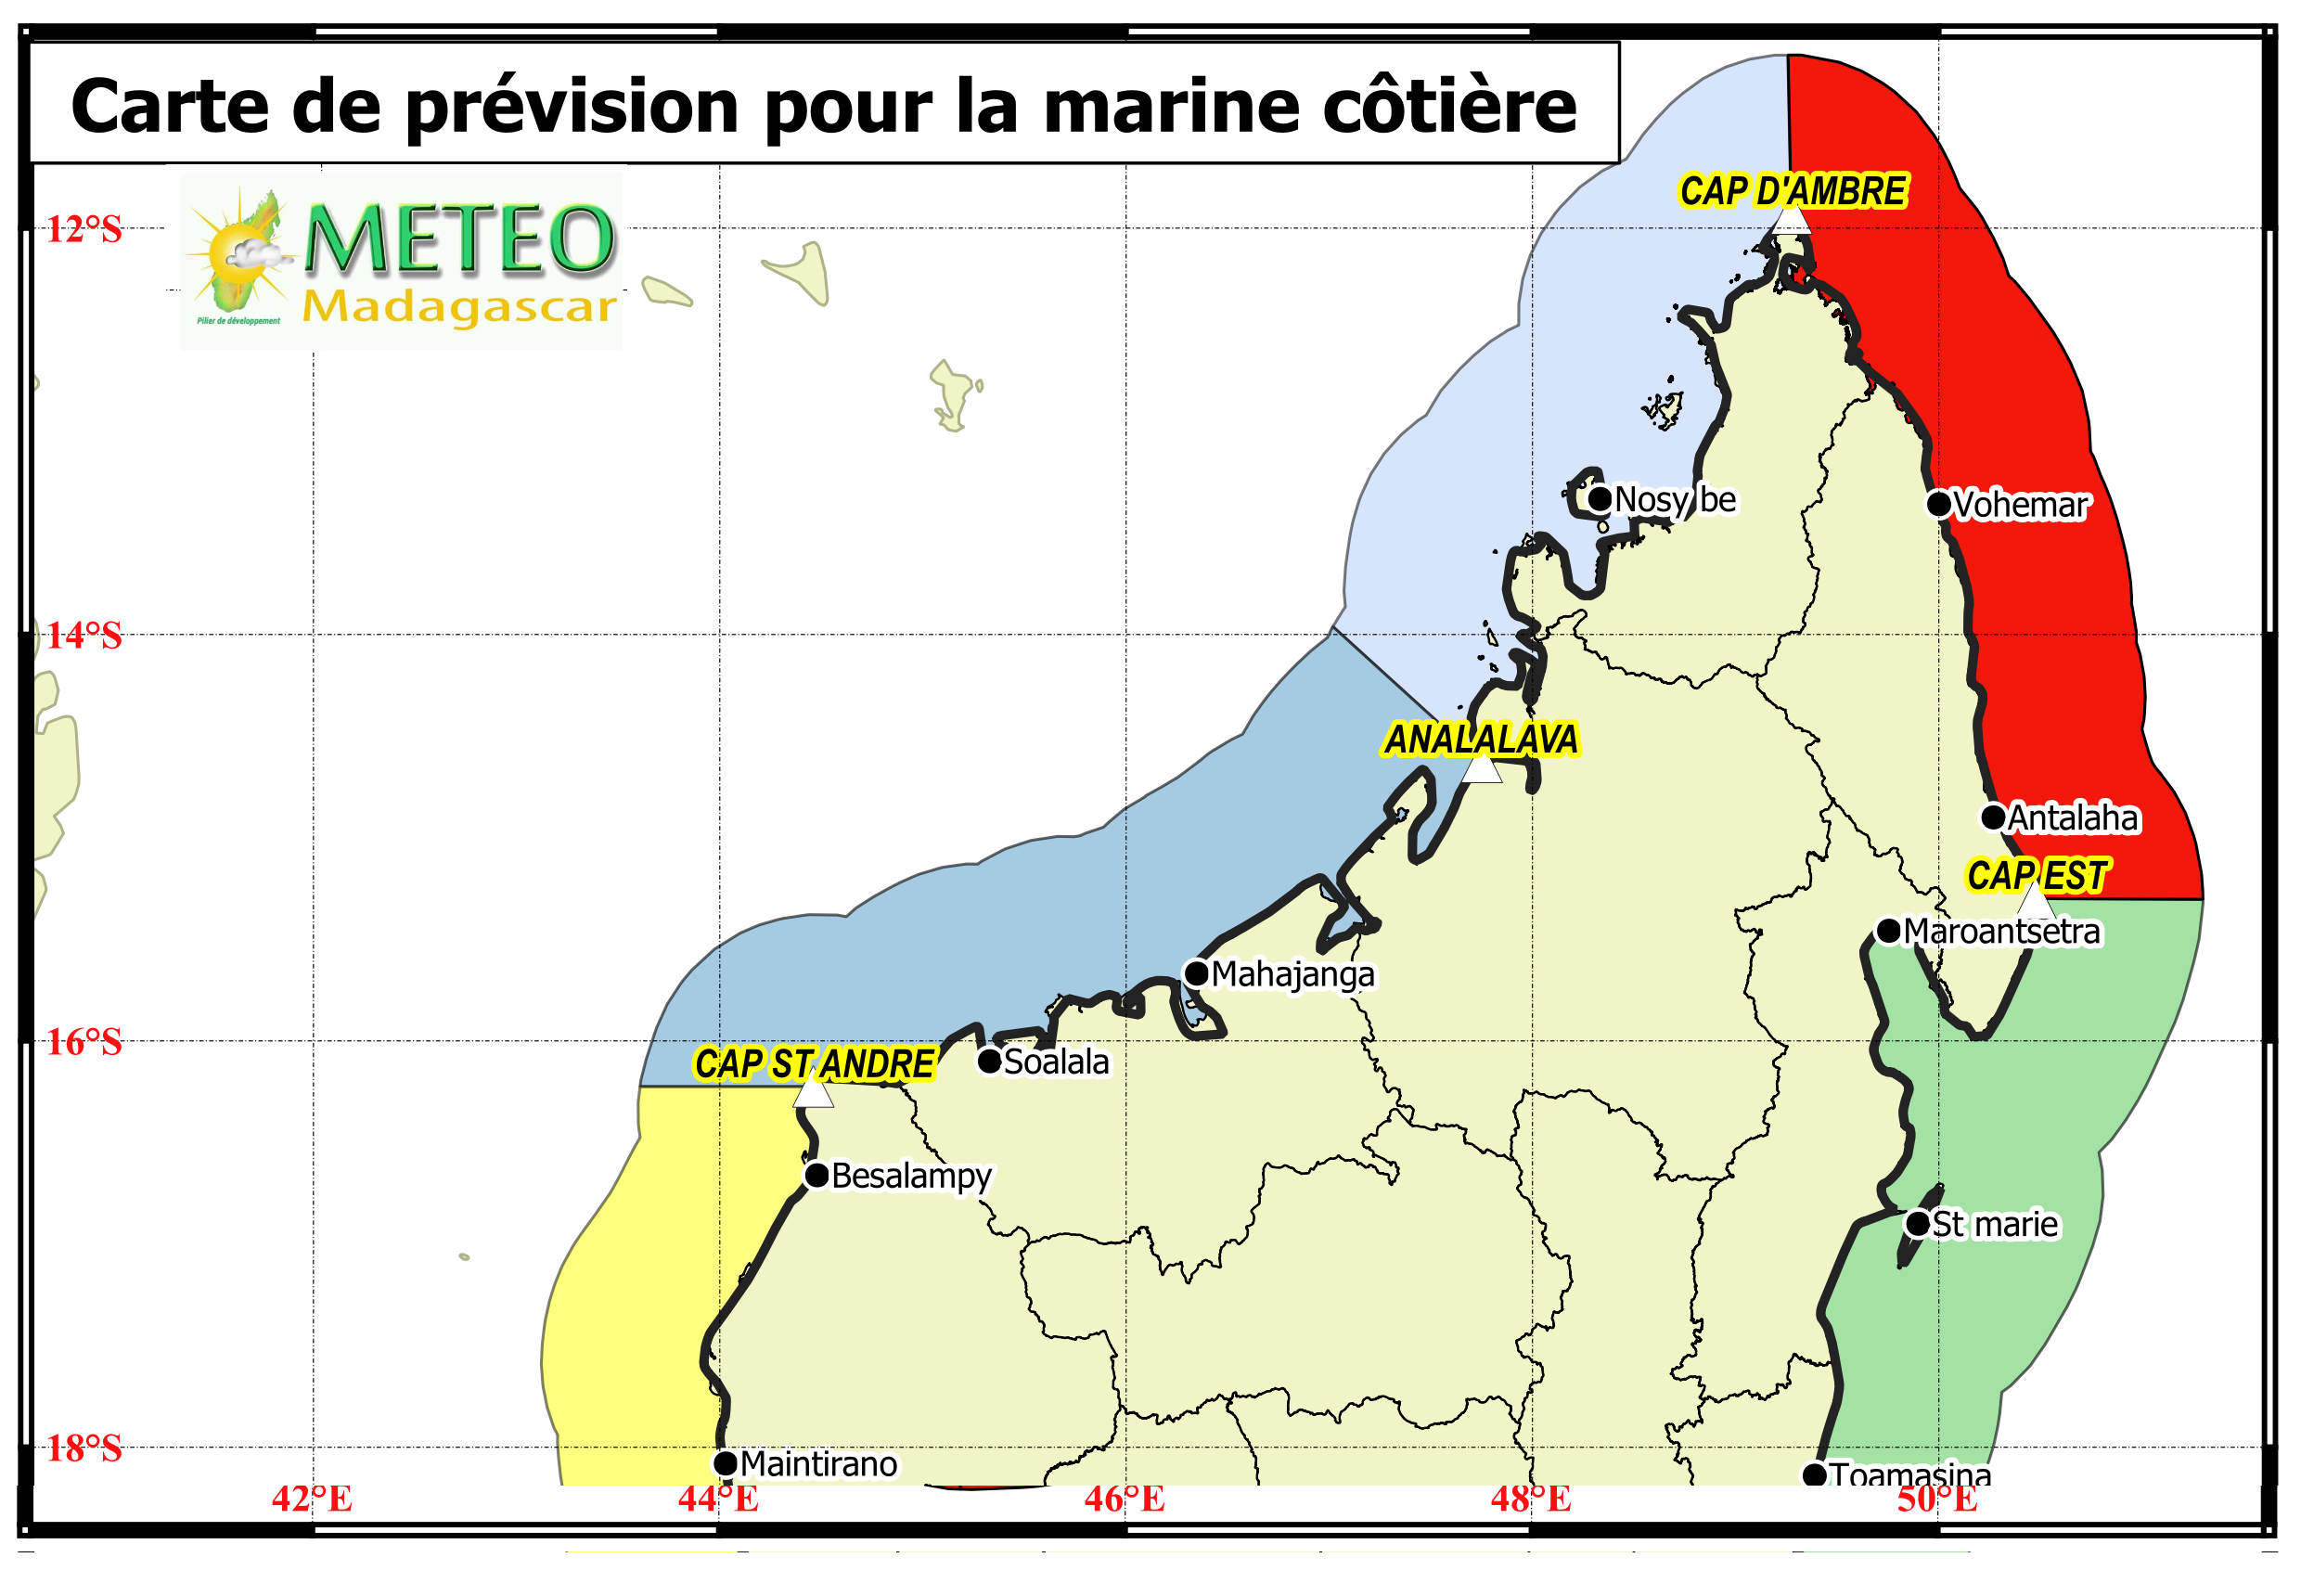 Carte de prévision pour la marine côtière
METEO
Madagascar
Pilier de développement
CAP D'AMBRE
12°S
Nosy be
Vohemar
14°S
ANALALAVA
Antalaha
CAP EST
Maroantsetra
Mahajanga
16°S
CAP ST ANDRE
Soalala
Besalampy
St marie
18°S
Maintirano
Toamasina
42°E
44°E
46°E
48°E
50°E